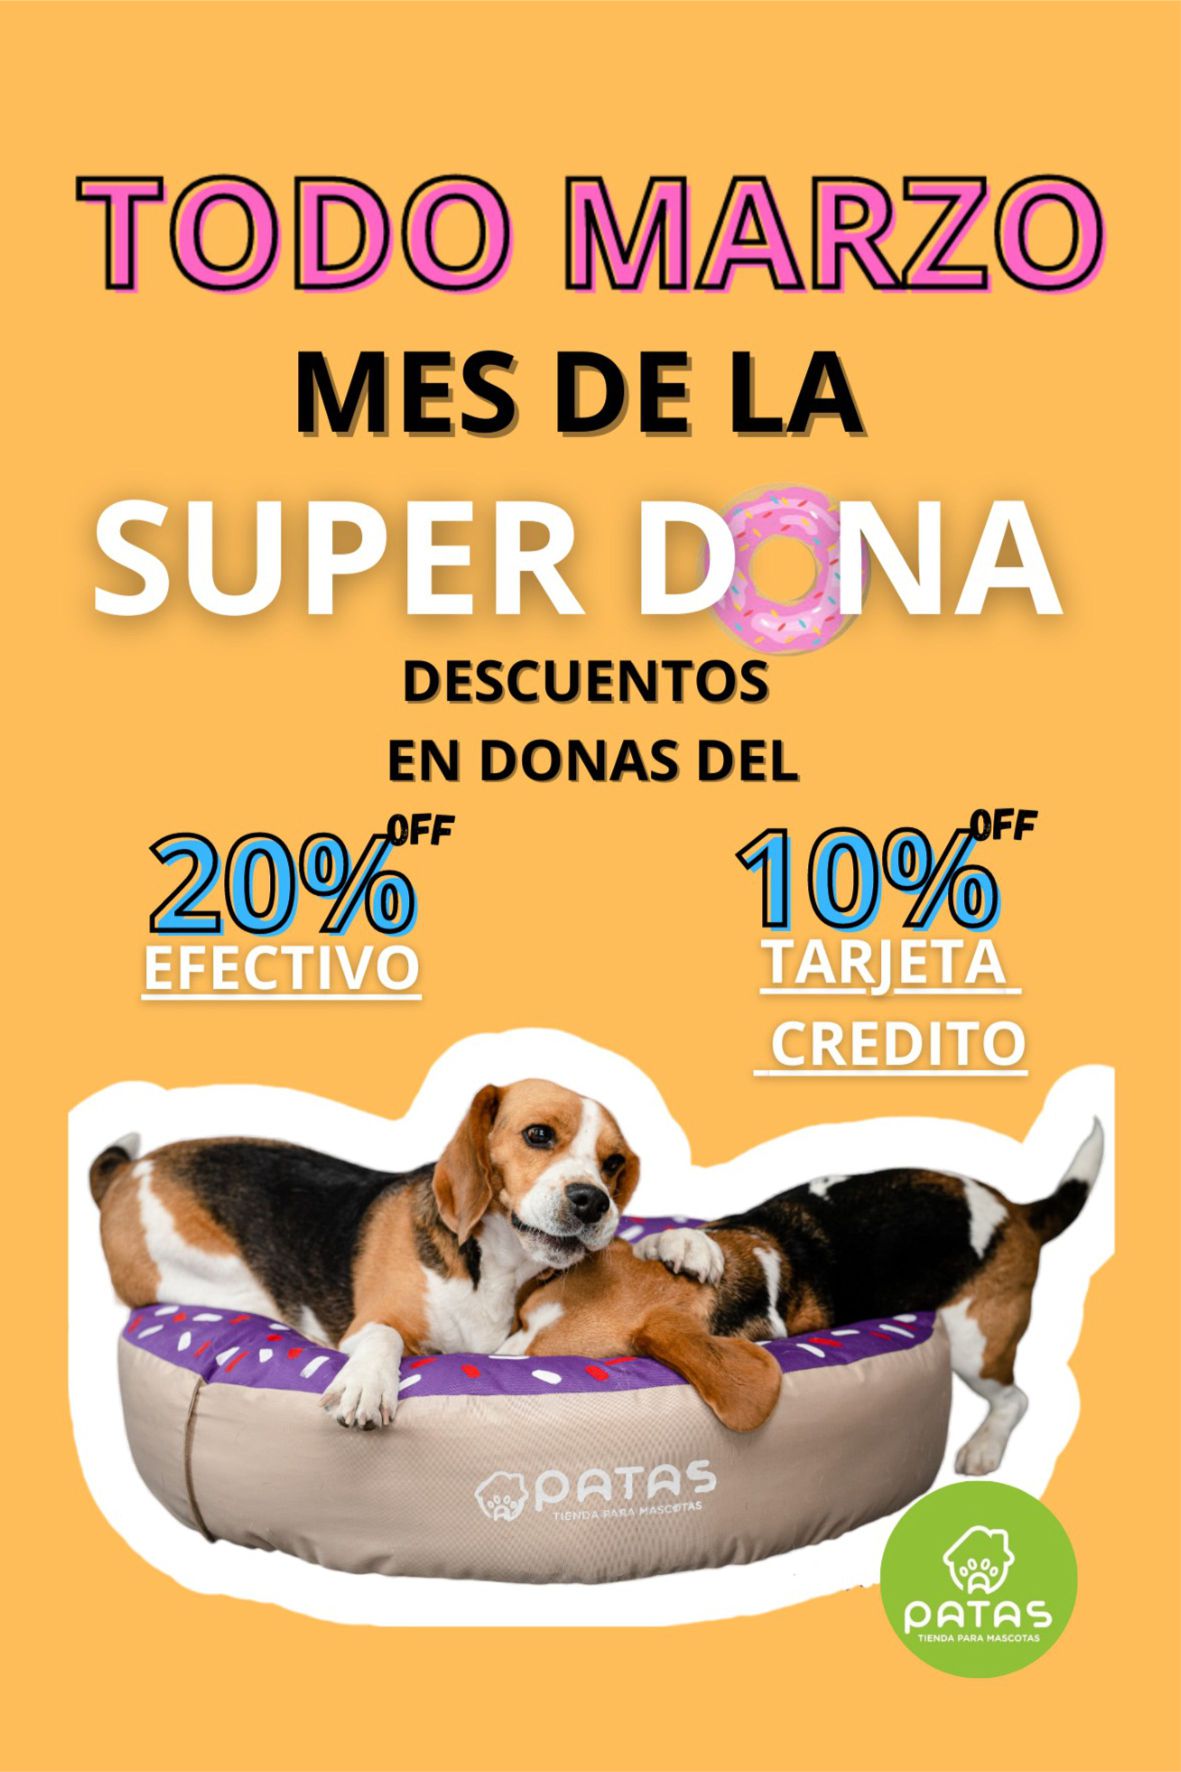 TODO MARZO
MES DE LA
SUPER DONA
DESCUENTOS
EN DONAS DEL
20% OFF
EFECTIVO
10% OFF
TARJETA
CREDITO
PATAS
TIENDA PARA MASCOTAS
PATAS
TIENDA PARA MASCOTAS